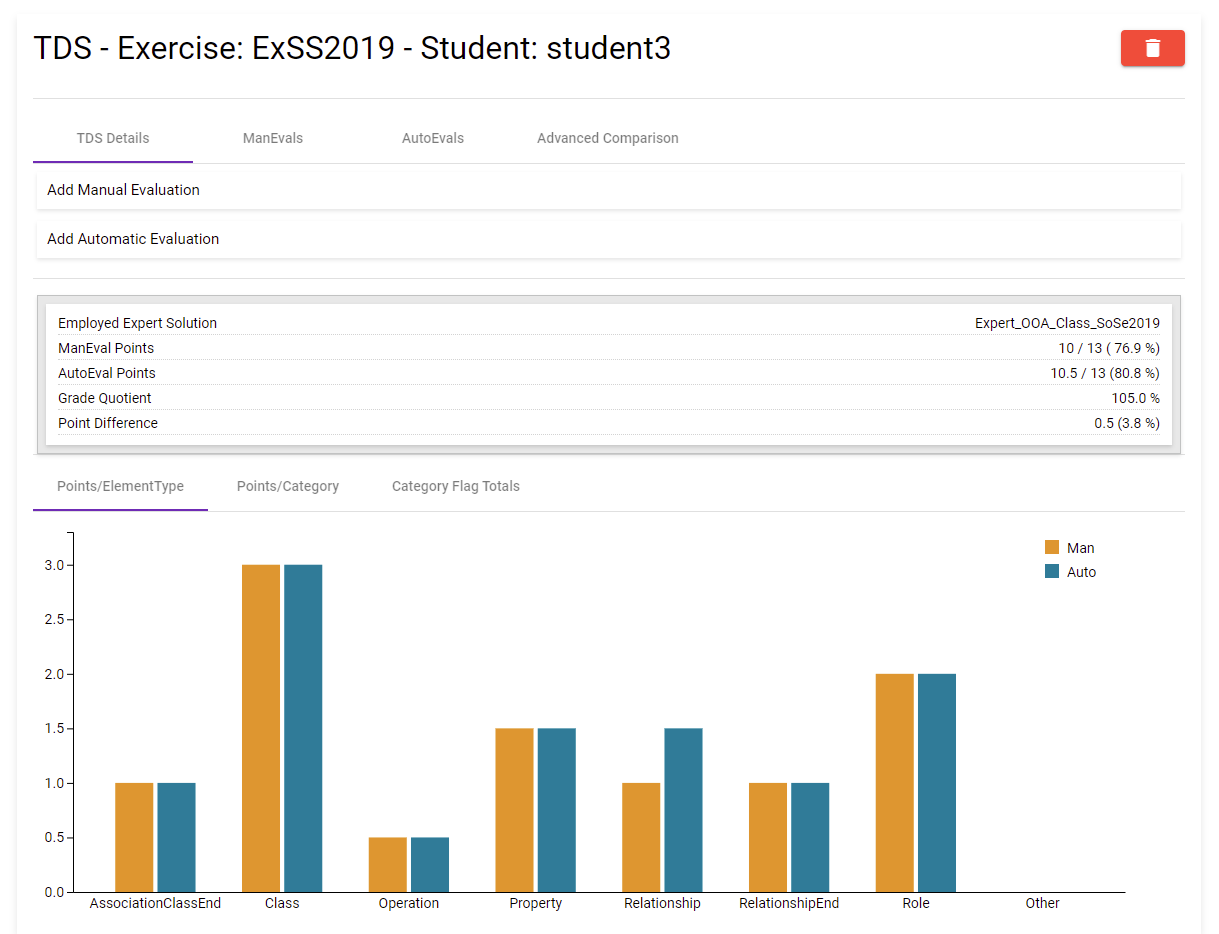 TDS - Exercise: ExSS2019 - Student: student3
TDS Details ManEvals AutoEvals Advanced Comparison
Add Manual Evaluation
Add Automatic Evaluation
Employed Expert Solution Expert_OOA_Class_SoSe2019
ManEval Points 10 / 13 ( 76.9 %)
AutoEval Points 10.5 / 13 (80.8 %)
Grade Quotient 105.0 %
Point Difference 0.5 (3.8 %)
Points/ElementType Points/Category Category Flag Totals
Man
Auto
3.0
2.5
2.0
1.5
1.0
0.5
0.0
AssociationClassEnd Class Operation Property Relationship RelationshipEnd Role Other